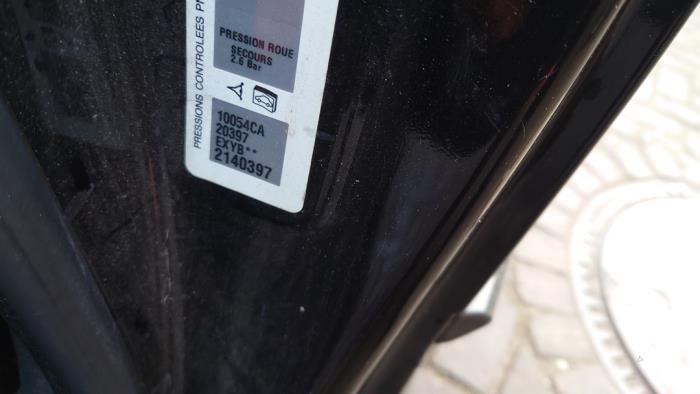 PRESSIONS CONTROLEES
PRESSION ROUE
SECOURS
2.6 Bar
10054CA
20397
EXYB**
2140397